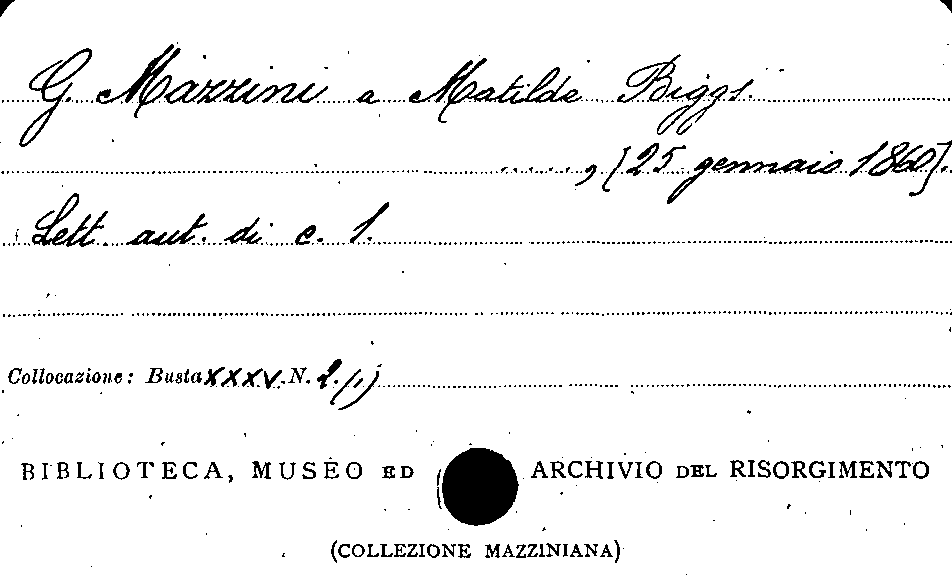 G. Mazzini a Matilde Biggs.
....., [25 gennaio 1860].
Lett. aut. di c. 1.
Collocazione: Busta XXXV. N. 2.(1)
BIBLIOTECA, MUSEO ED ARCHIVIO DEL RISORGIMENTO
(COLLEZIONE MAZZINIANA)